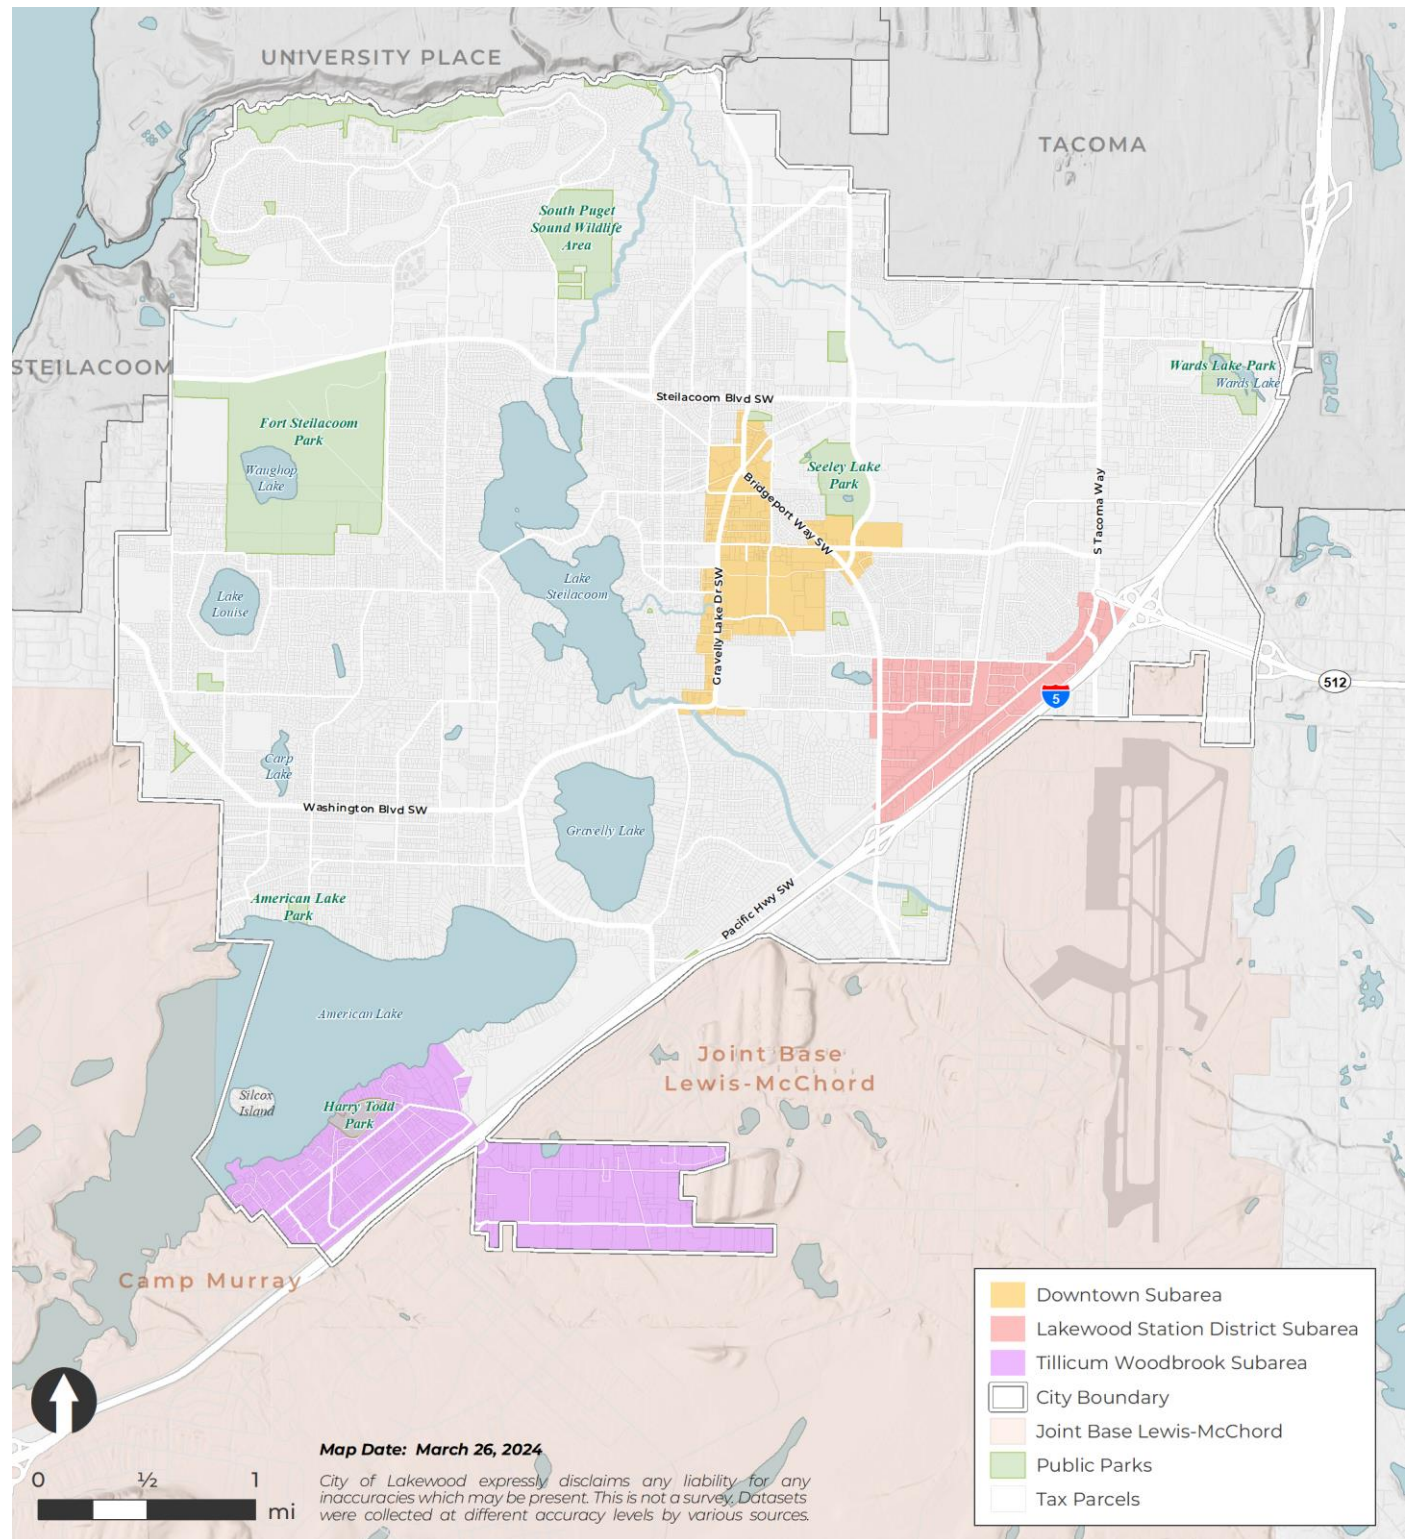 UNIVERSITY PLACE
TACOMA
South Puget
Sound Wildlife
Area
STEILACOOM
Wards Lake Park
Wards Lake
Steilacoom Blvd SW
Fort Steilacoom
Park
Waughop
Lake
Seeley Lake
Park
Bridgeport Way SW
S Tacoma Way
Lake
Louise
Lake
Steilacoom
Gravelly Lake Dr SW
512
5
Carp
Lake
Washington Blvd SW
Gravelly Lake
American Lake
Park
Pacific Hwy SW
American Lake
Joint Base
Lewis-McChord
Silcox
Island
Harry Todd
Park
Camp Murray
Downtown Subarea
Lakewood Station District Subarea
Tillicum Woodbrook Subarea
City Boundary
Joint Base Lewis-McChord
Public Parks
Tax Parcels
Map Date: March 26, 2024
City of Lakewood expressly disclaims any liability for any
inaccuracies which may be present. This is not a survey. Datasets
were collected at different accuracy levels by various sources.
0 ½ 1
mi